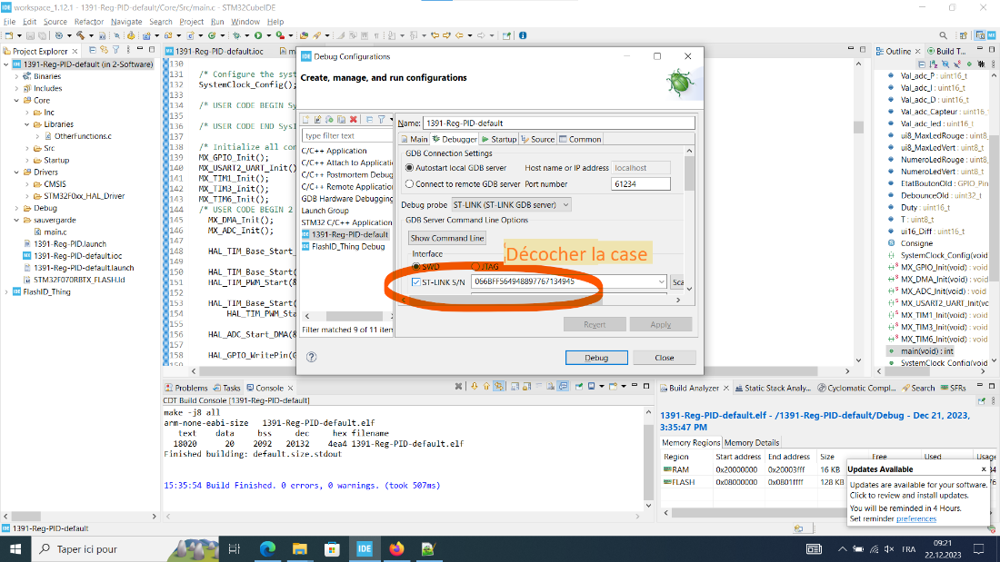 workspace_1.12.1 - 1391-Reg-PID-default/Core/Src/main.c - STM32CubeIDE
File Edit Source Refactor Navigate Search Project Run Window Help
Project Explorer
1391-Reg-PID-default (in 2-Software)
Binaries
Includes
Core
Inc
Libraries
OtherFunctions.c
Src
Startup
Drivers
CMSIS
STM32F0xx_HAL_Driver
Debug
sauvergarde
main.c
1391-Reg-PID.launch
1391-Reg-PID-default.ioc
1391-Reg-PID-default.launch
STM32F070RBTX_FLASH.ld
FlashID_Thing
1391-Reg-PID-default.ioc
130
131 /* Configure the syst
132 SystemClock_Config();
133
134 /* USER CODE BEGIN Sy
135
136 /* USER CODE END Sys
137
138 /* Initialize all con
139 MX_GPIO_Init();
140 MX_USART2_UART_Init(
141 MX_TIM1_Init();
142 MX_TIM3_Init();
143 MX_TIM6_Init();
144 /* USER CODE BEGIN 2
145 MX_DMA_Init();
146 MX_ADC_Init();
147
148 HAL_TIM_Base_Start_
149
150 HAL_TIM_Base_Start(
151 HAL_TIM_PWM_Start(&
152
153 HAL_TIM_Base_Start(
154 HAL_TIM_PWM_Sta
155
156 HAL_ADC_Start_DMA(&
157
158 HAL_GPIO_WritePin(G
Debug Configurations
Create, manage, and run configurations
type filter text
C/C++ Application
C/C++ Attach to Applicatio
C/C++ Postmortem Debug
C/C++ Remote Application
GDB Hardware Debugging
Launch Group
STM32 C/C++ Application
1391-Reg-PID-default
FlashID_Thing Debug
Filter matched 9 of 11 item
Name: 1391-Reg-PID-default
Main Debugger Startup Source Common
GDB Connection Settings
Autostart local GDB server Host name or IP address localhost
Connect to remote GDB server Port number 61234
Debug probe ST-LINK (ST-LINK GDB server)
GDB Server Command Line Options
Show Command Line
Interface
Décocher la case
SWD JTAG
ST-LINK S/N 066BFF564948897767134945 Sca
Revert Apply
Debug Close
Outline Build T...
Val_adc_P : uint16_t
Val_adc_I : uint16_t
Val_adc_D : uint16_t
Val_adc_Capteur : uint16_t
Val_adc_led : uint16_t
ui8_MaxLedRouge : uint8_t
ui8_MaxLedVert : uint8_t
NumeroLedRouge : uint8_t
NumeroLedVert : uint8_t
EtatBoutonOld : GPIO_Pin
DebounceOld : uint32_t
Duty : uint16_t
T : uint8_t
ui16_Diff : uint16_t
Consigne
SystemClock_Config(void) :
MX_GPIO_Init(void) : void
MX_DMA_Init(void) : void
MX_ADC_Init(void) : void
MX_USART2_UART_Init(vc
MX_TIM1_Init(void) : void
MX_TIM3_Init(void) : void
MX_TIM6_Init(void) : void
main(void) : int
SystemClock_Config(void)
Problems Tasks Console
CDT Build Console [1391-Reg-PID-default]
make -j8 all
arm-none-eabi-size 1391-Reg-PID-default.elf
text data bss dec hex filename
18020 20 2092 20132 4ea4 1391-Reg-PID-default.elf
Finished building: default.size.stdout
15:35:54 Build Finished. 0 errors, 0 warnings. (took 507ms)
Build Analyzer Static Stack Analy... Cyclomatic Compl... Search SFRs
1391-Reg-PID-default.elf - /1391-Reg-PID-default/Debug - Dec 21, 2023,
3:35:47 PM
Memory Regions Memory Details
Region Start address End address Size Free Used Usage
RAM 0x20000000 0x20003fff 16 KB
FLASH 0x08000000 0x0801ffff 128 KB
Updates Available
Updates are available for your software.
Click to review and install updates.
You will be reminded in 4 Hours.
Set reminder preferences
1391-Reg-PID-default
Taper ici pour
IDE
FRA
09:21
22.12.2023